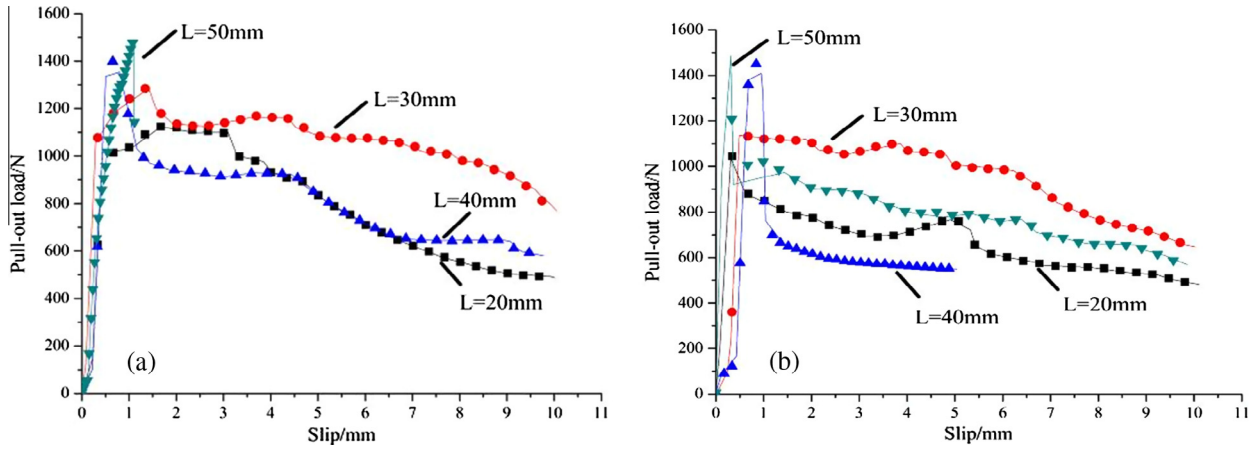 1600
1400
1200
1000
800
600
400
200
0
Pull-out load/N
L=50mm
L=30mm
L=40mm
L=20mm
(a)
0 1 2 3 4 5 6 7 8 9 10 11
Slip/mm
1600
1400
1200
1000
800
600
400
200
0
Pull-out load/N
L=50mm
L=30mm
L=20mm
L=40mm
(b)
0 1 2 3 4 5 6 7 8 9 10 11
Slip/mm